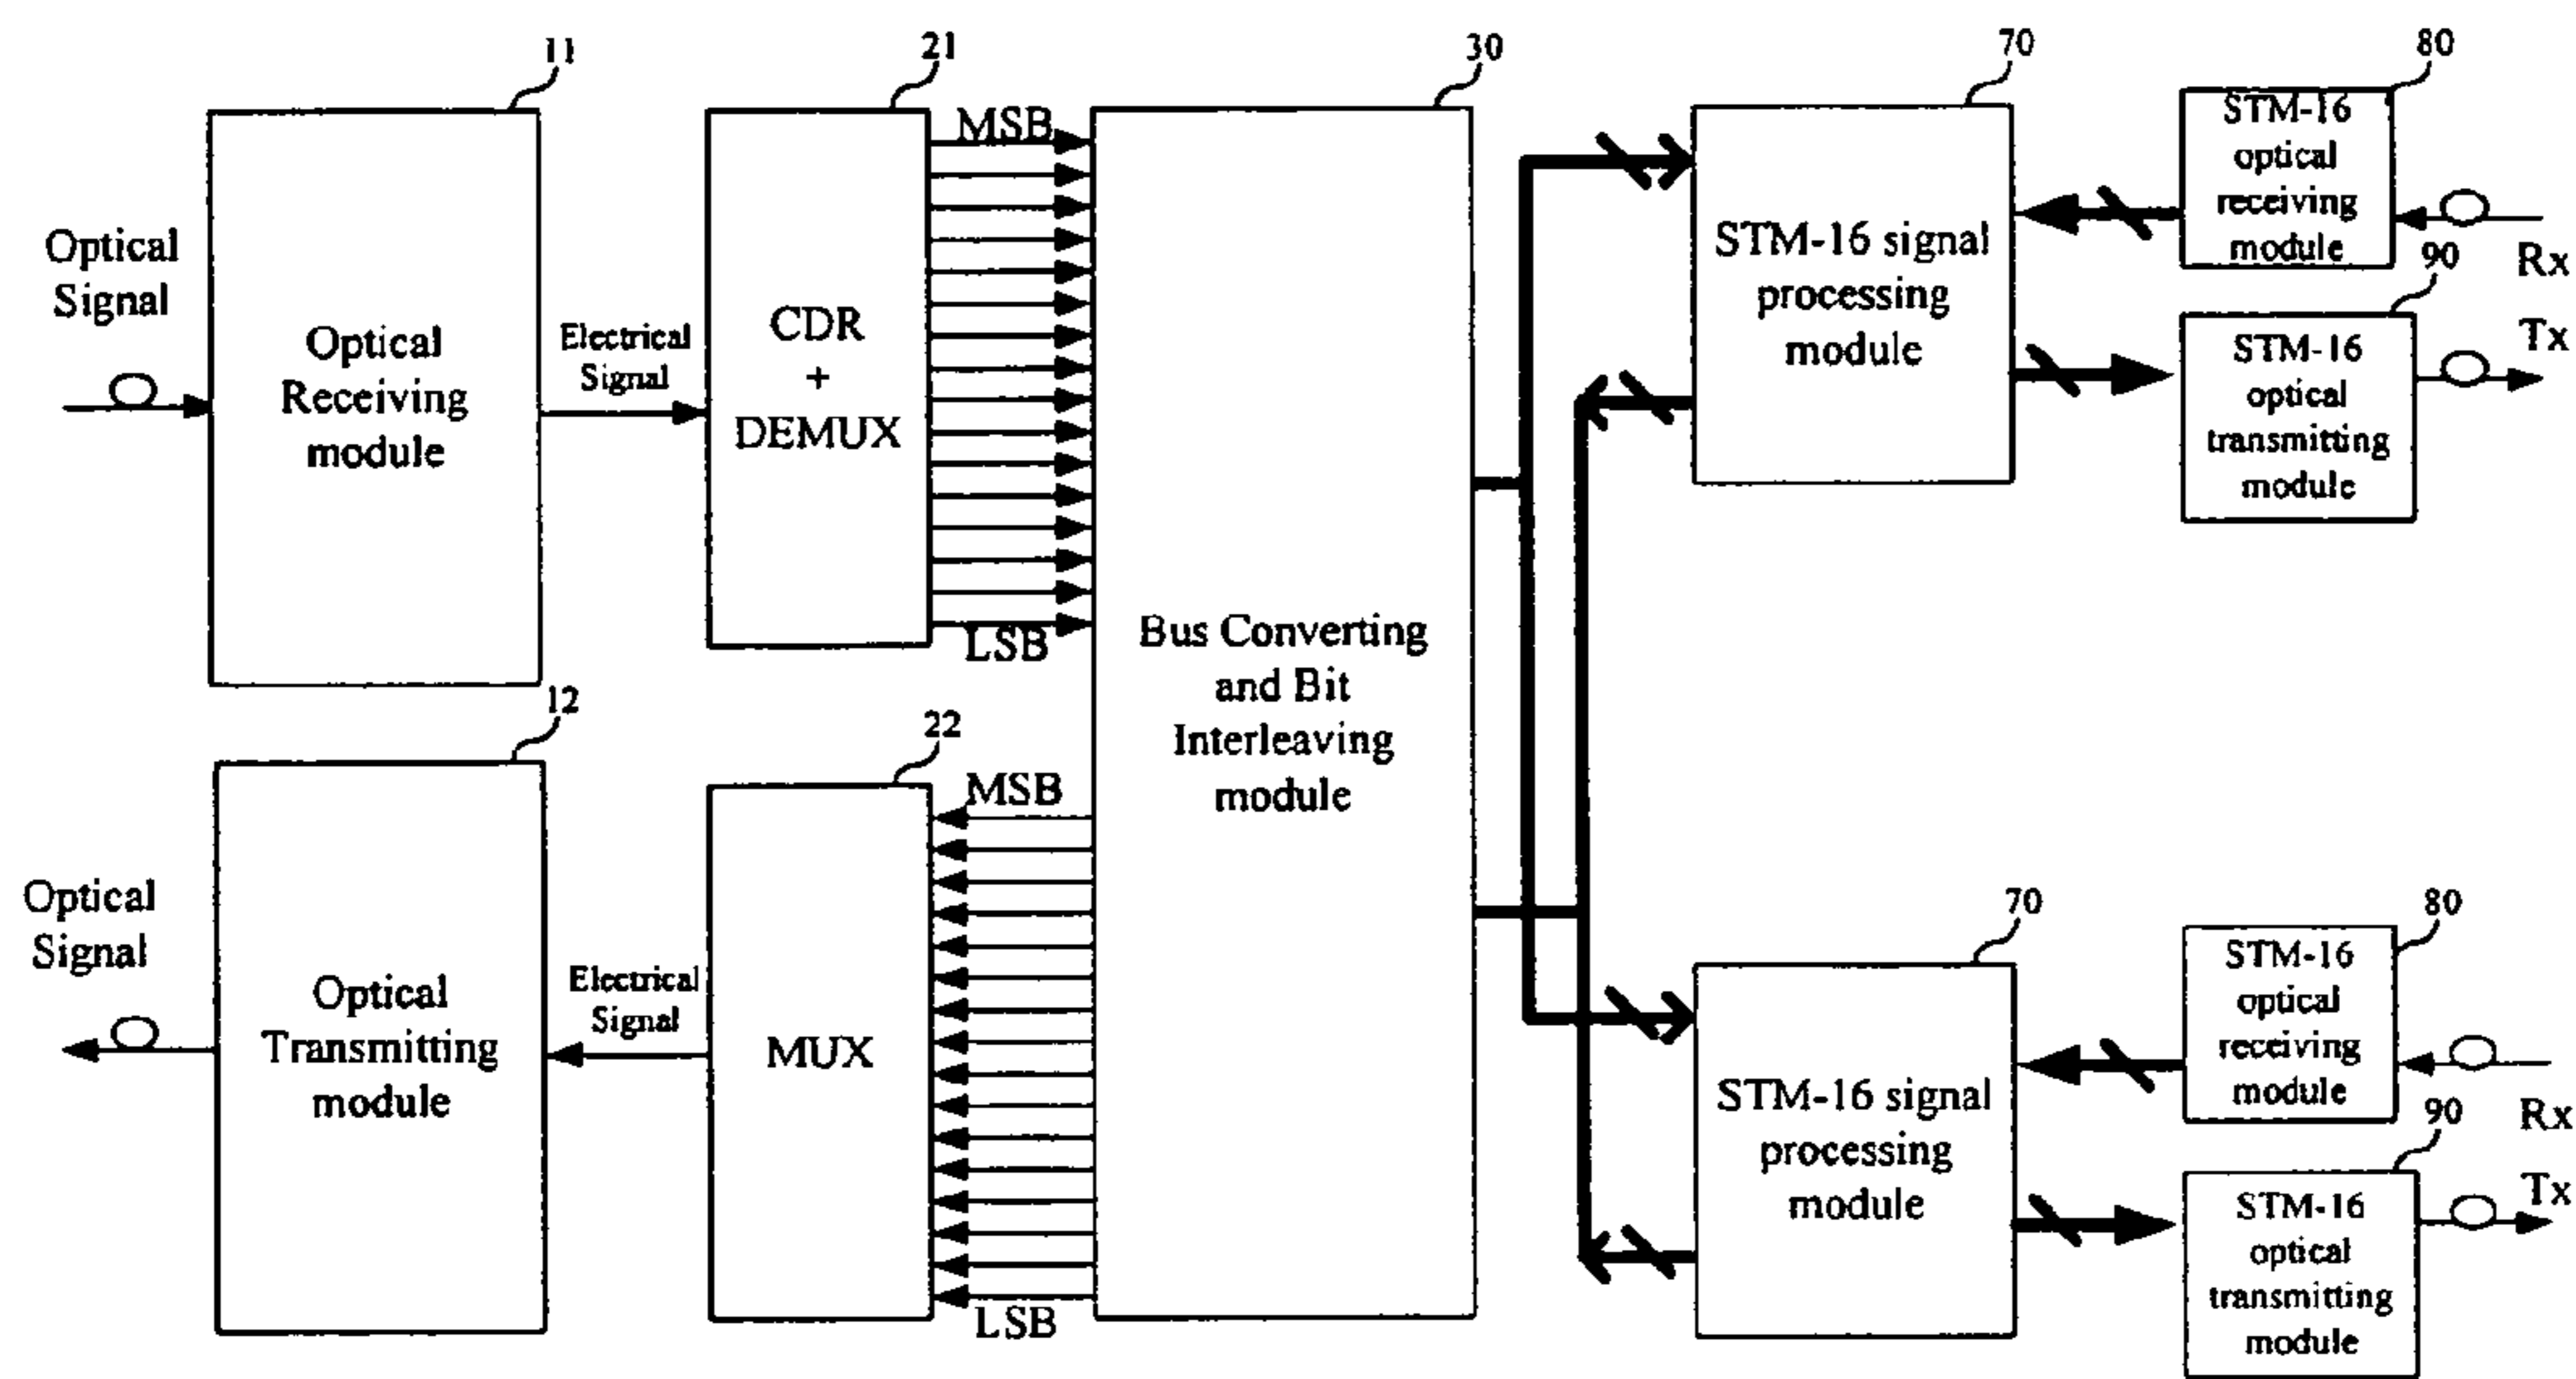 11
21
30
70
80
Optical
Signal
Optical
Receiving
module
Electrical
Signal
CDR
+
DEMUX
MSB
LSB
Bus Converting
and Bit
Interleaving
module
STM-16 signal
processing
module
STM-16
optical
receiving
module
Rx
90
STM-16
optical
transmitting
module
Tx
12
22
70
80
Optical
Signal
Optical
Transmitting
module
Electrical
Signal
MUX
MSB
LSB
STM-16 signal
processing
module
STM-16
optical
receiving
module
Rx
90
STM-16
optical
transmitting
module
Tx